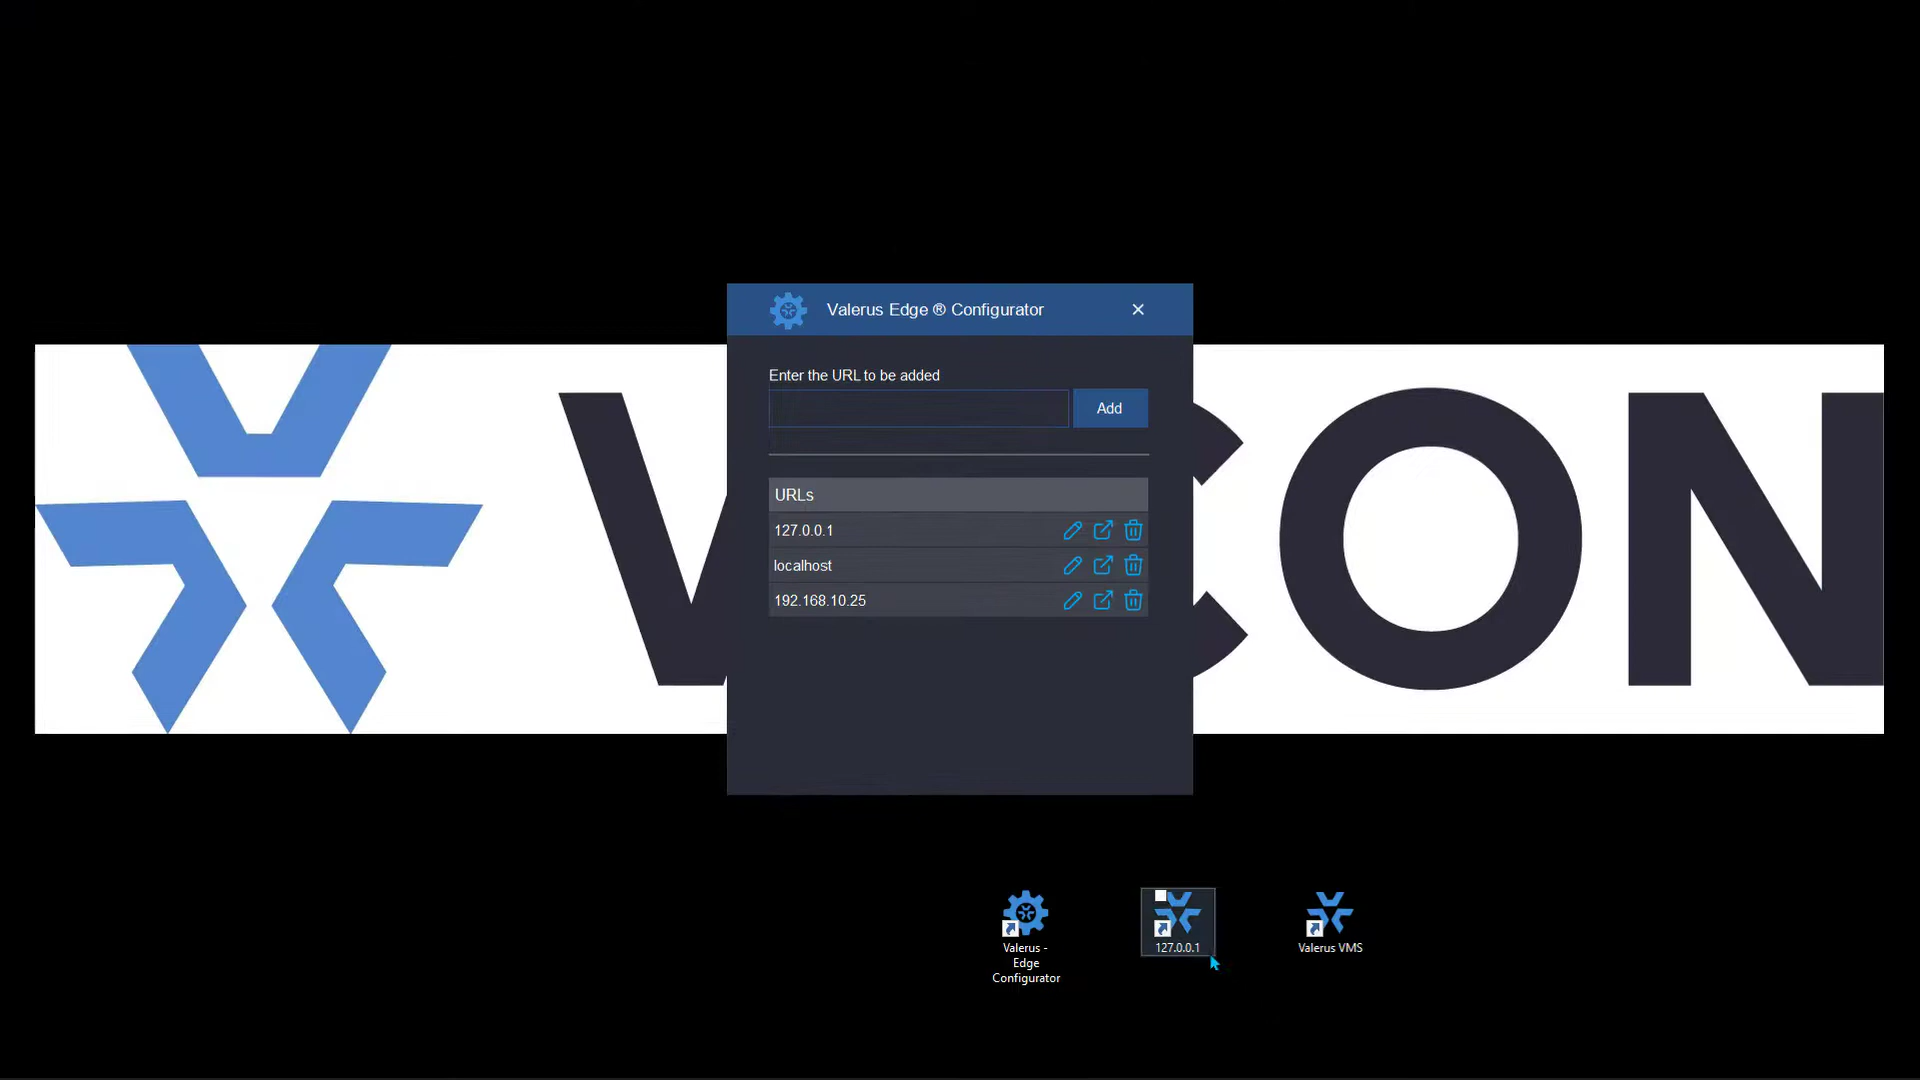 Valerus Edge ® Configurator
Enter the URL to be added
Add
URLs
127.0.0.1
localhost
192.168.10.25
V CON
Valerus -
Edge
Configurator
127.0.0.1
Valerus VMS